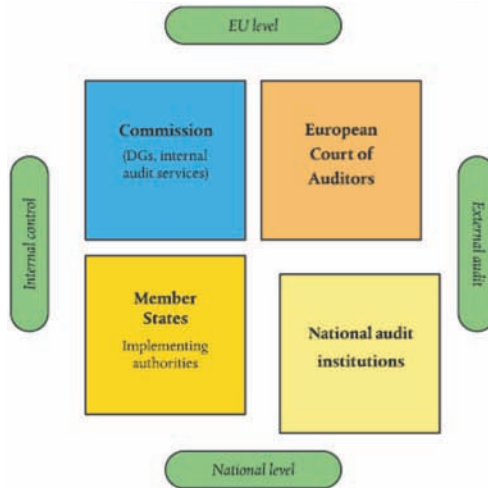 EU level
Commission
(DGs, internal
audit services)
European
Court of
Auditors
Internal control
External audit
Member
States
Implementing
authorities
National audit
institutions
National level